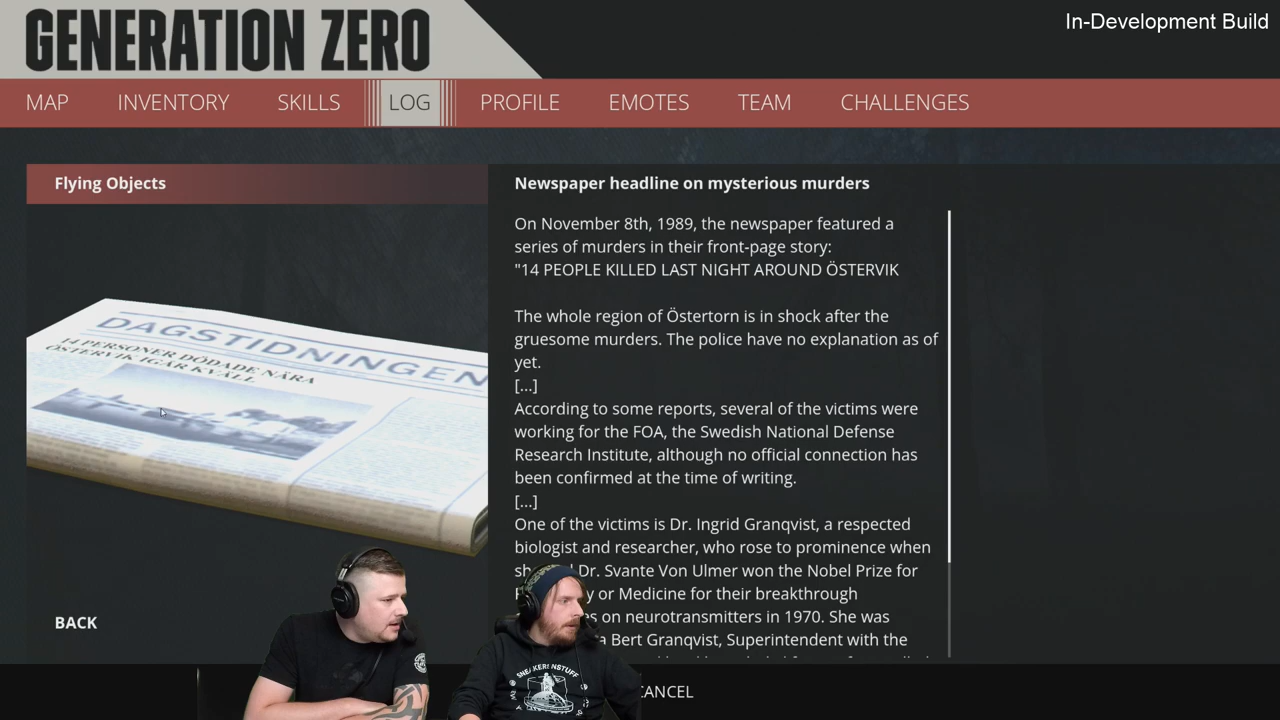 GENERATION ZERO
In-Development Build
MAP INVENTORY SKILLS LOG PROFILE EMOTES TEAM CHALLENGES
Flying Objects
DAGSTIDNINGEN
14 PERSONER DÖDADE NÄRA
ÖSTERVIK IGÅR KVÄLL
BACK
Newspaper headline on mysterious murders
On November 8th, 1989, the newspaper featured a
series of murders in their front-page story:
"14 PEOPLE KILLED LAST NIGHT AROUND ÖSTERVIK
The whole region of Östertorn is in shock after the
gruesome murders. The police have no explanation as of
yet.
[...]
According to some reports, several of the victims were
working for the FOA, the Swedish National Defense
Research Institute, although no official connection has
been confirmed at the time of writing.
[...]
One of the victims is Dr. Ingrid Granqvist, a respected
biologist and researcher, who rose to prominence when
Dr. Svante Von Ulmer won the Nobel Prize for
or Medicine for their breakthrough
on neurotransmitters in 1970. She was
Bert Granqvist, Superintendent with the
CANCEL
SNEAKERSNSTUFF